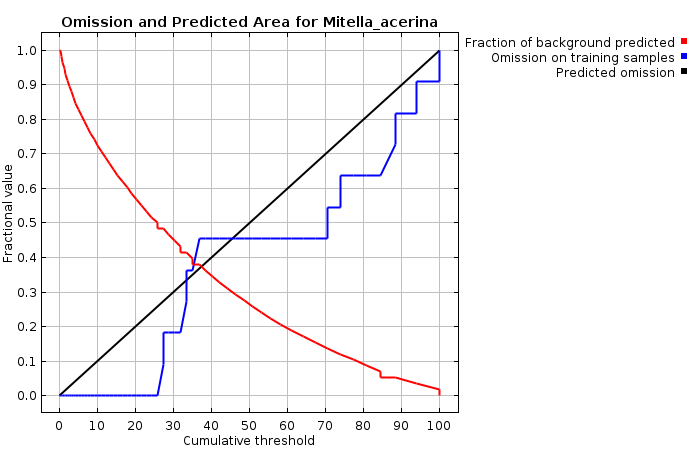 Omission and Predicted Area for Mitella_acerina
Fraction of background predicted
Omission on training samples
Predicted omission
Fractional value
1.0
0.9
0.8
0.7
0.6
0.5
0.4
0.3
0.2
0.1
0.0
0 10 20 30 40 50 60 70 80 90 100
Cumulative threshold